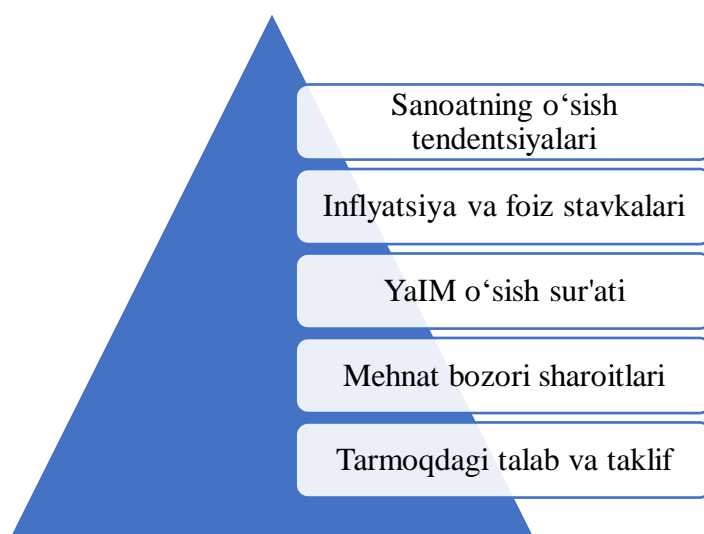 Sanoatning o‘sish
tendentsiyalari
Inflyatsiya va foiz stavkalari
YaIM o‘sish sur'ati
Mehnat bozori sharoitlari
Tarmoqdagi talab va taklif